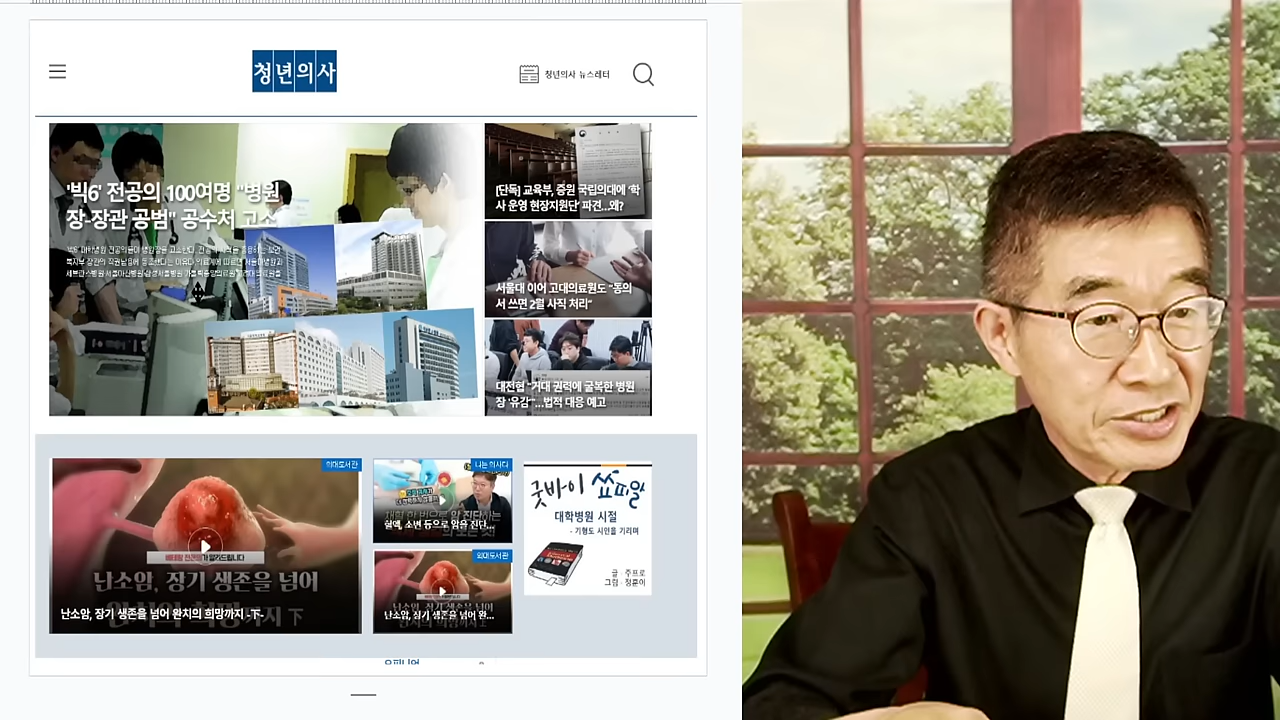 청년의사
청년의사 뉴스레터
'빅6' 전공의 100여명 "병원
장-장관 공범" 공수처 고소
[단독] 교육부, 증원 국립의대에 '학
사 운영 현장지원단' 파견…왜?
서울대 이어 고대의료원도 "동의
서 쓰면 2월 사직 처리"
대전협 "거대 권력에 굴복한 병원
장 '유감'"…법적 대응 예고
의대도서관
난소암, 장기 생존을 넘어
난소암, 장기 생존을 넘어 완치의 희망까지 -下-
나는 의사다
혈액, 소변 등으로 암을 진단...
의대도서관
난소암, 장기 생존을 넘어 완...
굿바이 쑈피알
대학병원 시절
- 기형도 시인을 기리며
글 · 주프로
그림 · 정훈이